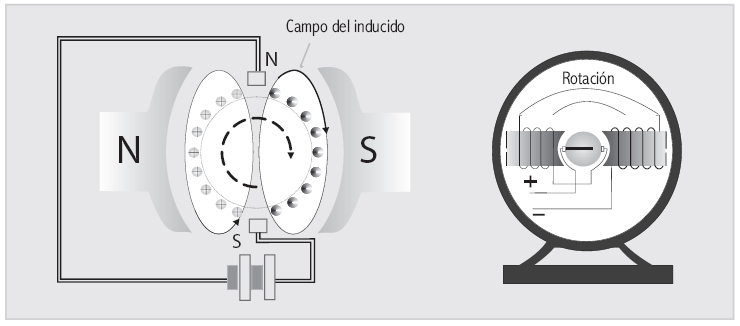 Campo del inducido
N
N
S
S
Rotación
+
−